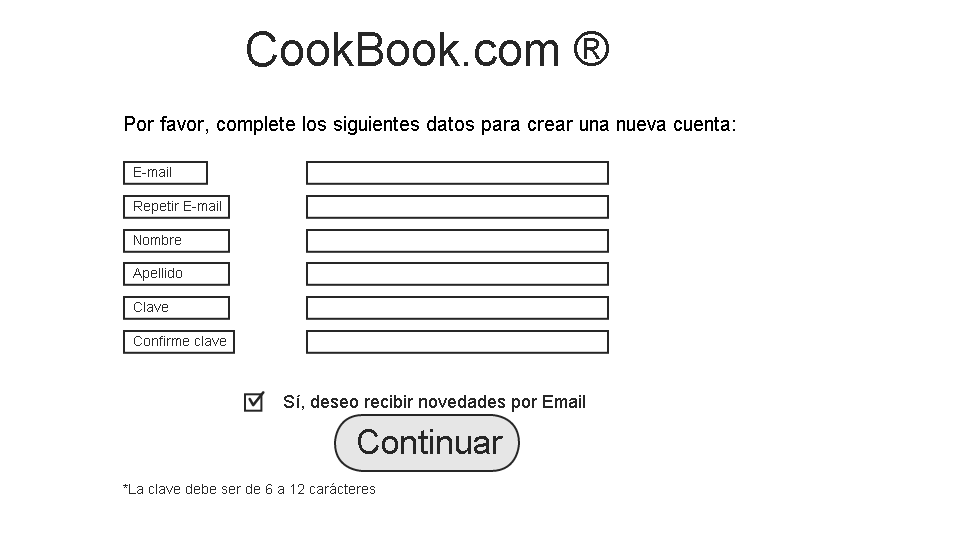 CookBook.com ®
Por favor, complete los siguientes datos para crear una nueva cuenta:
E-mail
Repetir E-mail
Nombre
Apellido
Clave
Confirme clave
Sí, deseo recibir novedades por Email
Continuar
*La clave debe ser de 6 a 12 carácteres